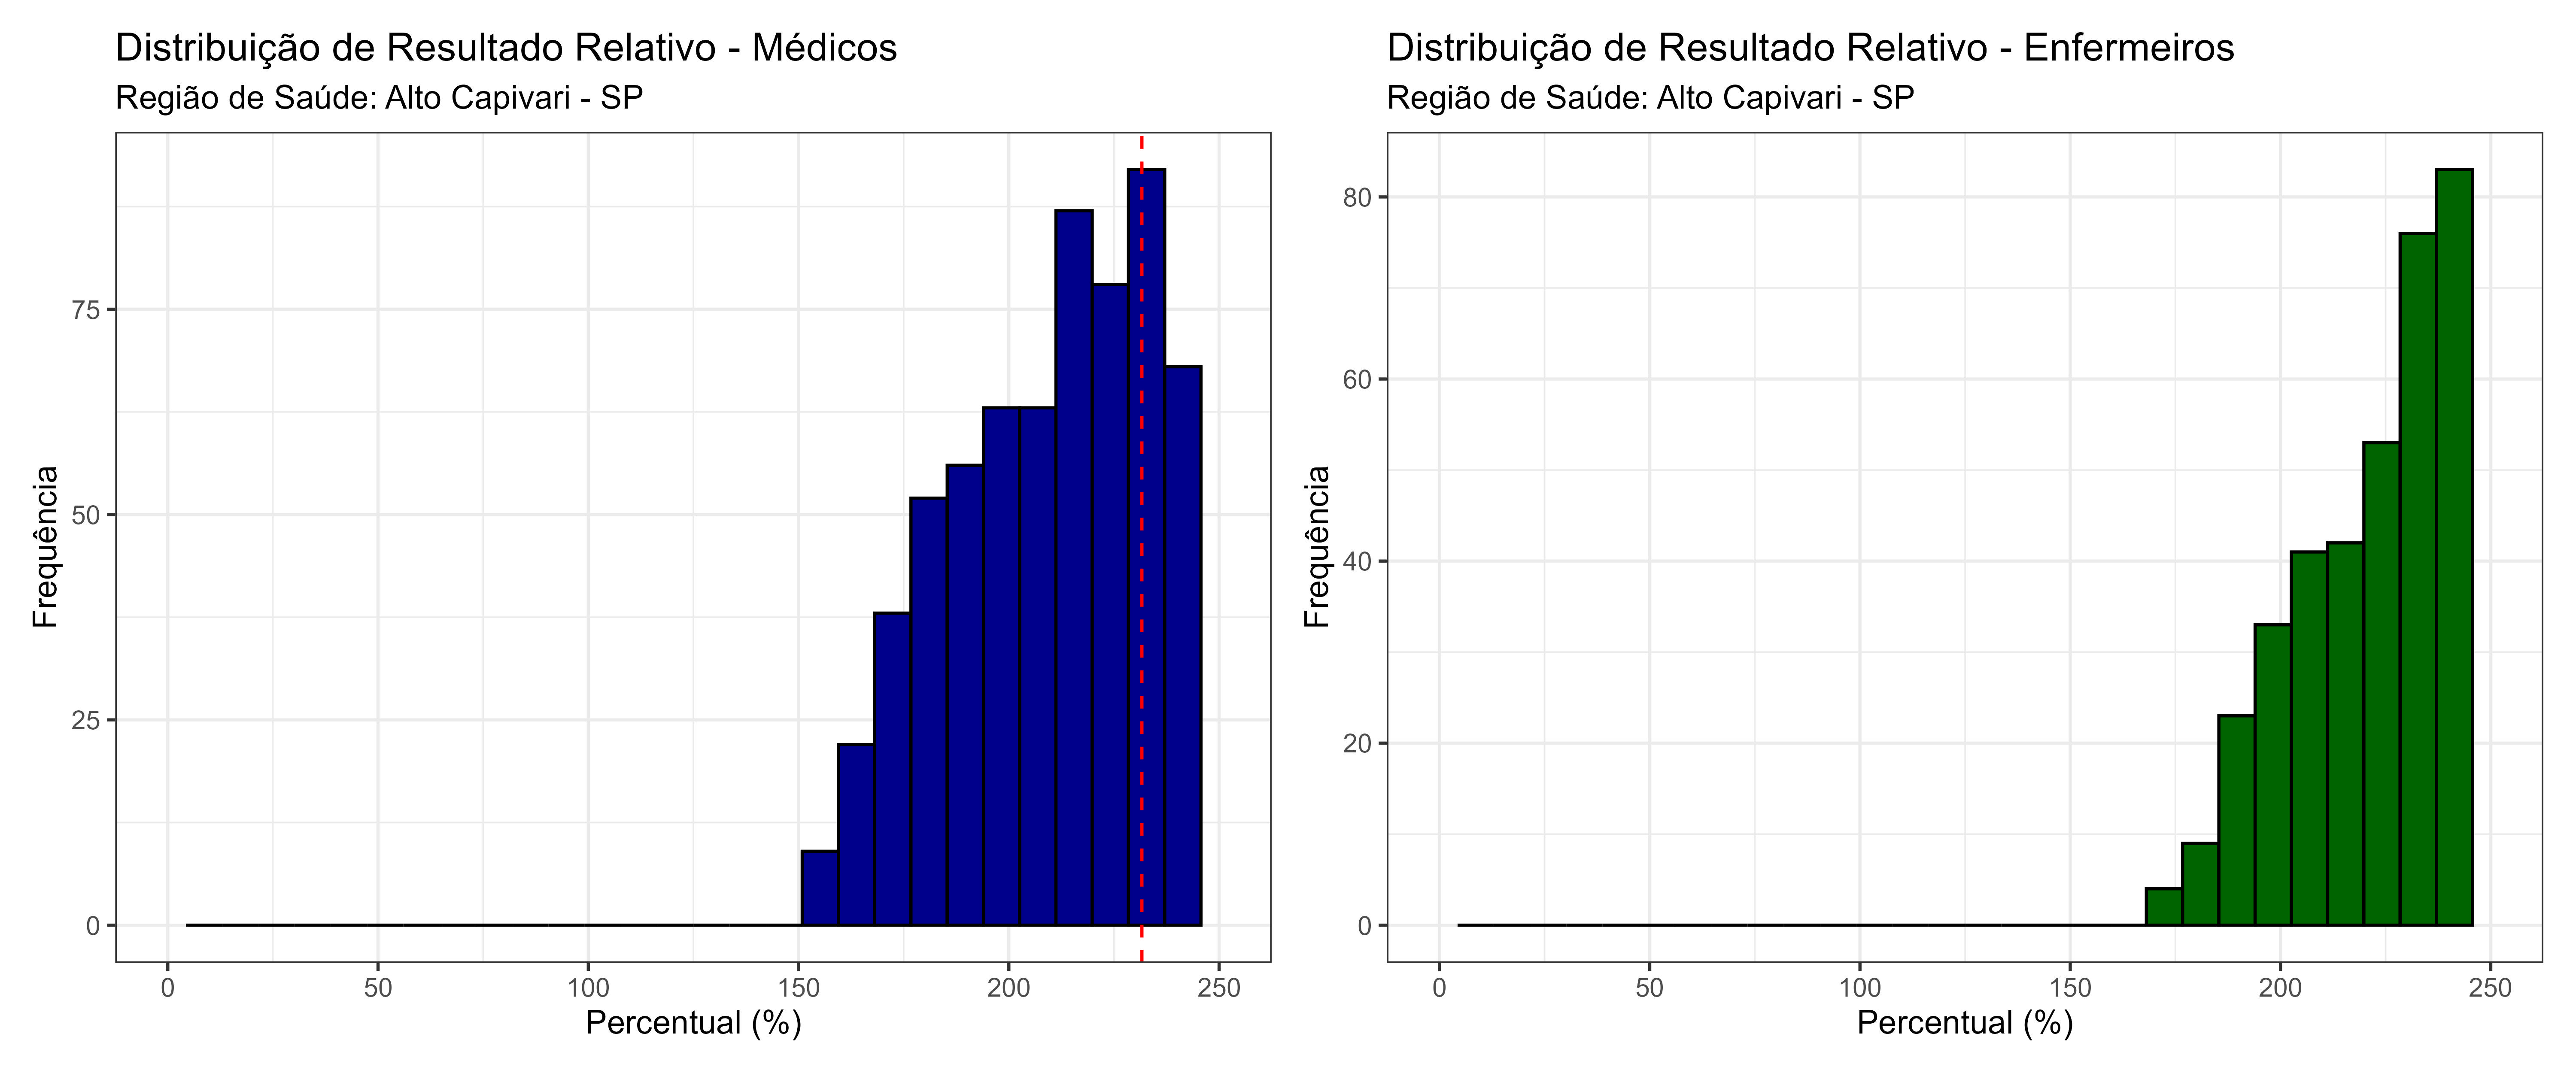 Distribuição de Resultado Relativo - Médicos
Região de Saúde: Alto Capivari - SP
Frequência
75
50
25
0
0 50 100 150 200 250
Percentual (%)
Distribuição de Resultado Relativo - Enfermeiros
Região de Saúde: Alto Capivari - SP
Frequência
80
60
40
20
0
0 50 100 150 200 250
Percentual (%)